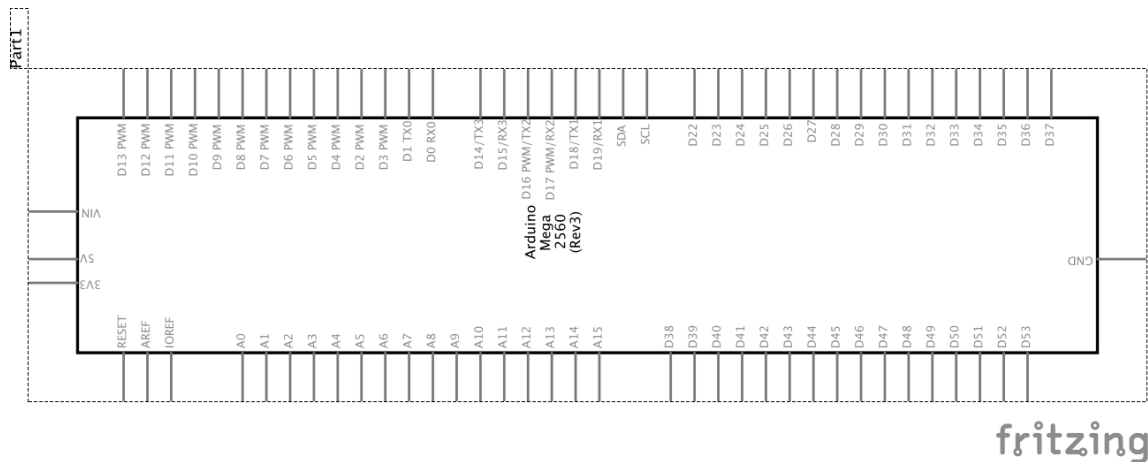 Part1
D13 PWM
D12 PWM
D11 PWM
D10 PWM
D9 PWM
D8 PWM
D7 PWM
D6 PWM
D5 PWM
D4 PWM
D2 PWM
D3 PWM
D1 TX0
D0 RX0
D14/TX3
D15/RX3
D16 PWM/TX2
D17 PWM/RX2
D18/TX1
D19/RX1
SDA
SCL
D22
D23
D24
D25
D26
D27
D28
D29
D30
D31
D32
D33
D34
D35
D36
D37
VIN
5V
3V3
Arduino
Mega
2560
(Rev3)
GND
RESET
AREF
IOREF
A0
A1
A2
A3
A4
A5
A6
A7
A8
A9
A10
A11
A12
A13
A14
A15
D38
D39
D40
D41
D42
D43
D44
D45
D46
D47
D48
D49
D50
D51
D52
D53
fritzing